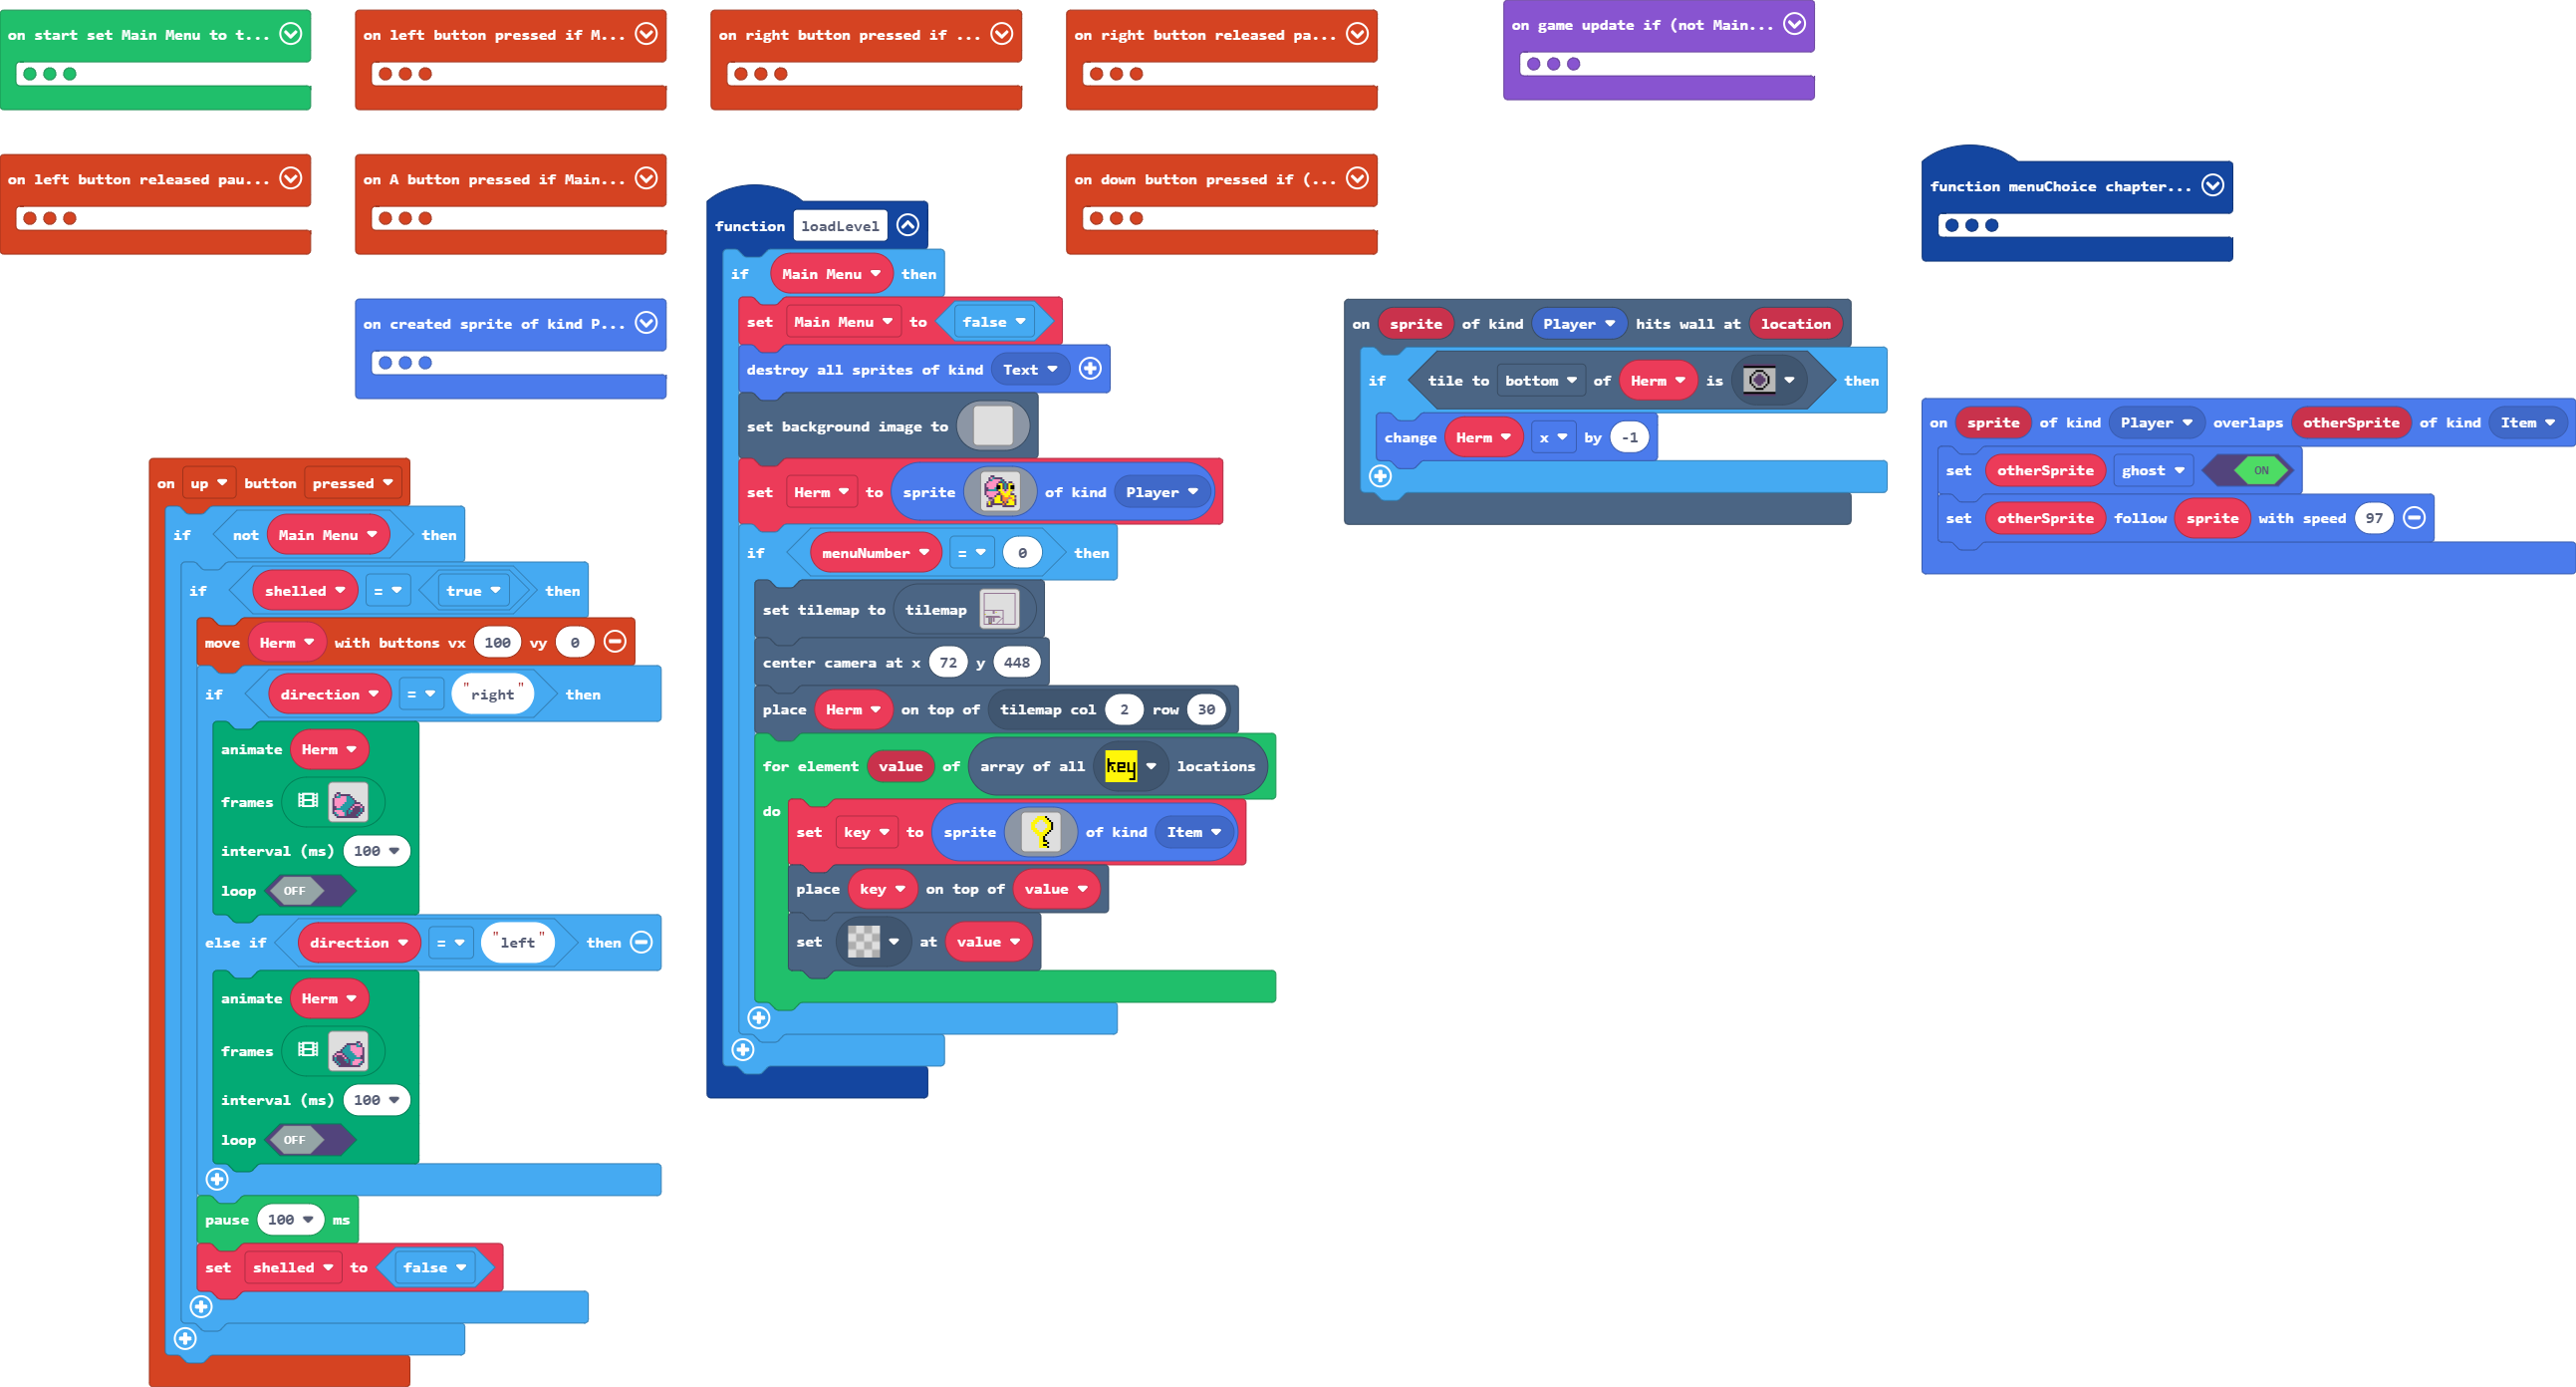 on start set Main Menu to t...
on left button pressed if M...
on right button pressed if ...
on right button released pa...
on game update if (not Main...
on left button released pau...
on A button pressed if Main...
on down button pressed if (...
function menuChoice chapter...
on created sprite of kind P...
on up button pressed
if not Main Menu then
if shelled = true then
move Herm with buttons vx 100 vy 0
if direction = "right" then
animate Herm
frames
interval (ms) 100
loop OFF
else if direction = "left" then
animate Herm
frames
interval (ms) 100
loop OFF
pause 100 ms
set shelled to false
function loadLevel
if Main Menu then
set Main Menu to false
destroy all sprites of kind Text
set background image to
set Herm to sprite of kind Player
if menuNumber = 0 then
set tilemap to tilemap
center camera at x 72 y 448
place Herm on top of tilemap col 2 row 30
for element value of array of all key locations
do
set key to sprite of kind Item
place key on top of value
set at value
on sprite of kind Player hits wall at location
if tile to bottom of Herm is then
change Herm x by -1
on sprite of kind Player overlaps otherSprite of kind Item
set otherSprite ghost ON
set otherSprite follow sprite with speed 97